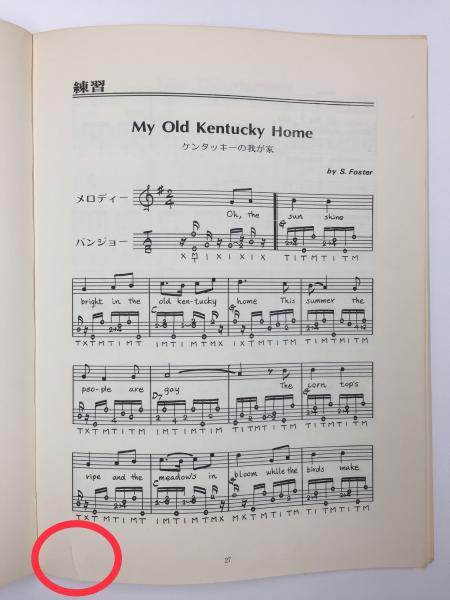 練習
My Old Kentucky Home
ケンタッキーの我が家
by S. Foster
メロディー
Oh, the sun shine
バンジョー
G
X M I X I X I X T I T M T I T M
bright in the old ken-tucky home This summer the
C G
T X T M T I T M
peo-ple are gay The corn top's
D7 G
T X T M T I T M
ripe and the meadow's in bloom while the birds make
C G
T X T M
27